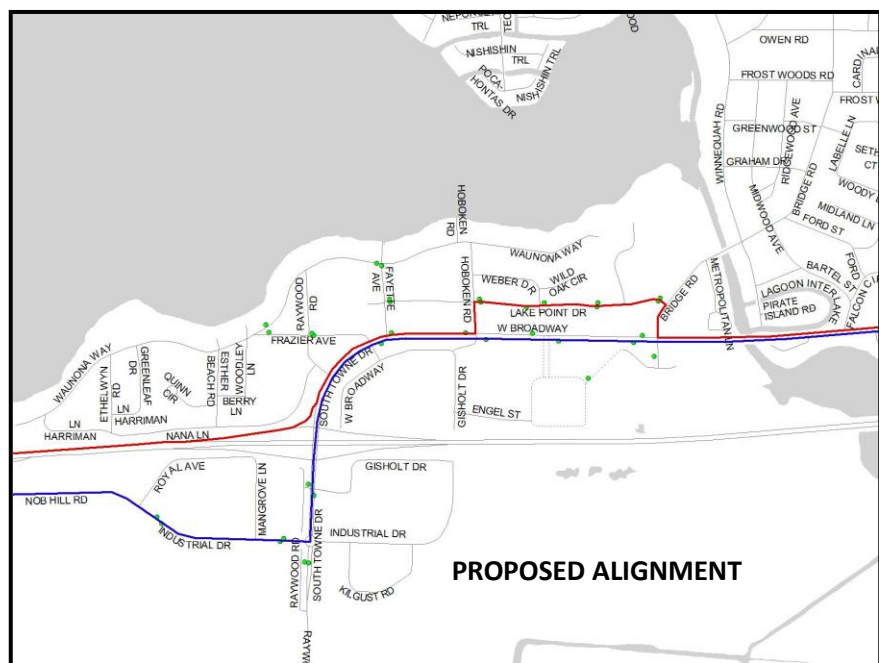 NISHISHIN
TRL
POCA-
HONTAS DR
NISHISHIN TRL
OWEN RD
FROST WOODS RD
WINNEQUAH RD
GREENWOOD ST
RIDGEWOOD AVE
GRAHAM DR
MIDWOOD AVE
BRIDGE RD
LABELLE LN
CT
MIDLAND LN
FORD ST
BARTEL ST
LAGOON
PIRATE
ISLAND RD
METROPOLITAN LN
HOBOKEN
RD
WAUNONA WAY
WEBER DR
WILD
OAK CIR
HOBOKEN RD
LAKE POINT DR
W BROADWAY
BRIDGE RD
RAYWOOD
RD
FRAZIER AVE
SOUTH TOWNE DR
W BROADWAY
WAUNONA WAY
ETHELWYN
RD
GREENLEAF
DR
QUINN
CIR
ESTHER
BEACH RD
WOODLEY
LN
BERRY
LN
LN
HARRIMAN
LN
HARRIMAN
NANA LN
GISHOLT DR
ENGEL ST
ROYAL AVE
NOB HILL RD
MANGROVE LN
GISHOLT DR
INDUSTRIAL DR
INDUSTRIAL DR
RAYWOOD RD
SOUTH TOWNE DR
KILGUST RD
PROPOSED ALIGNMENT